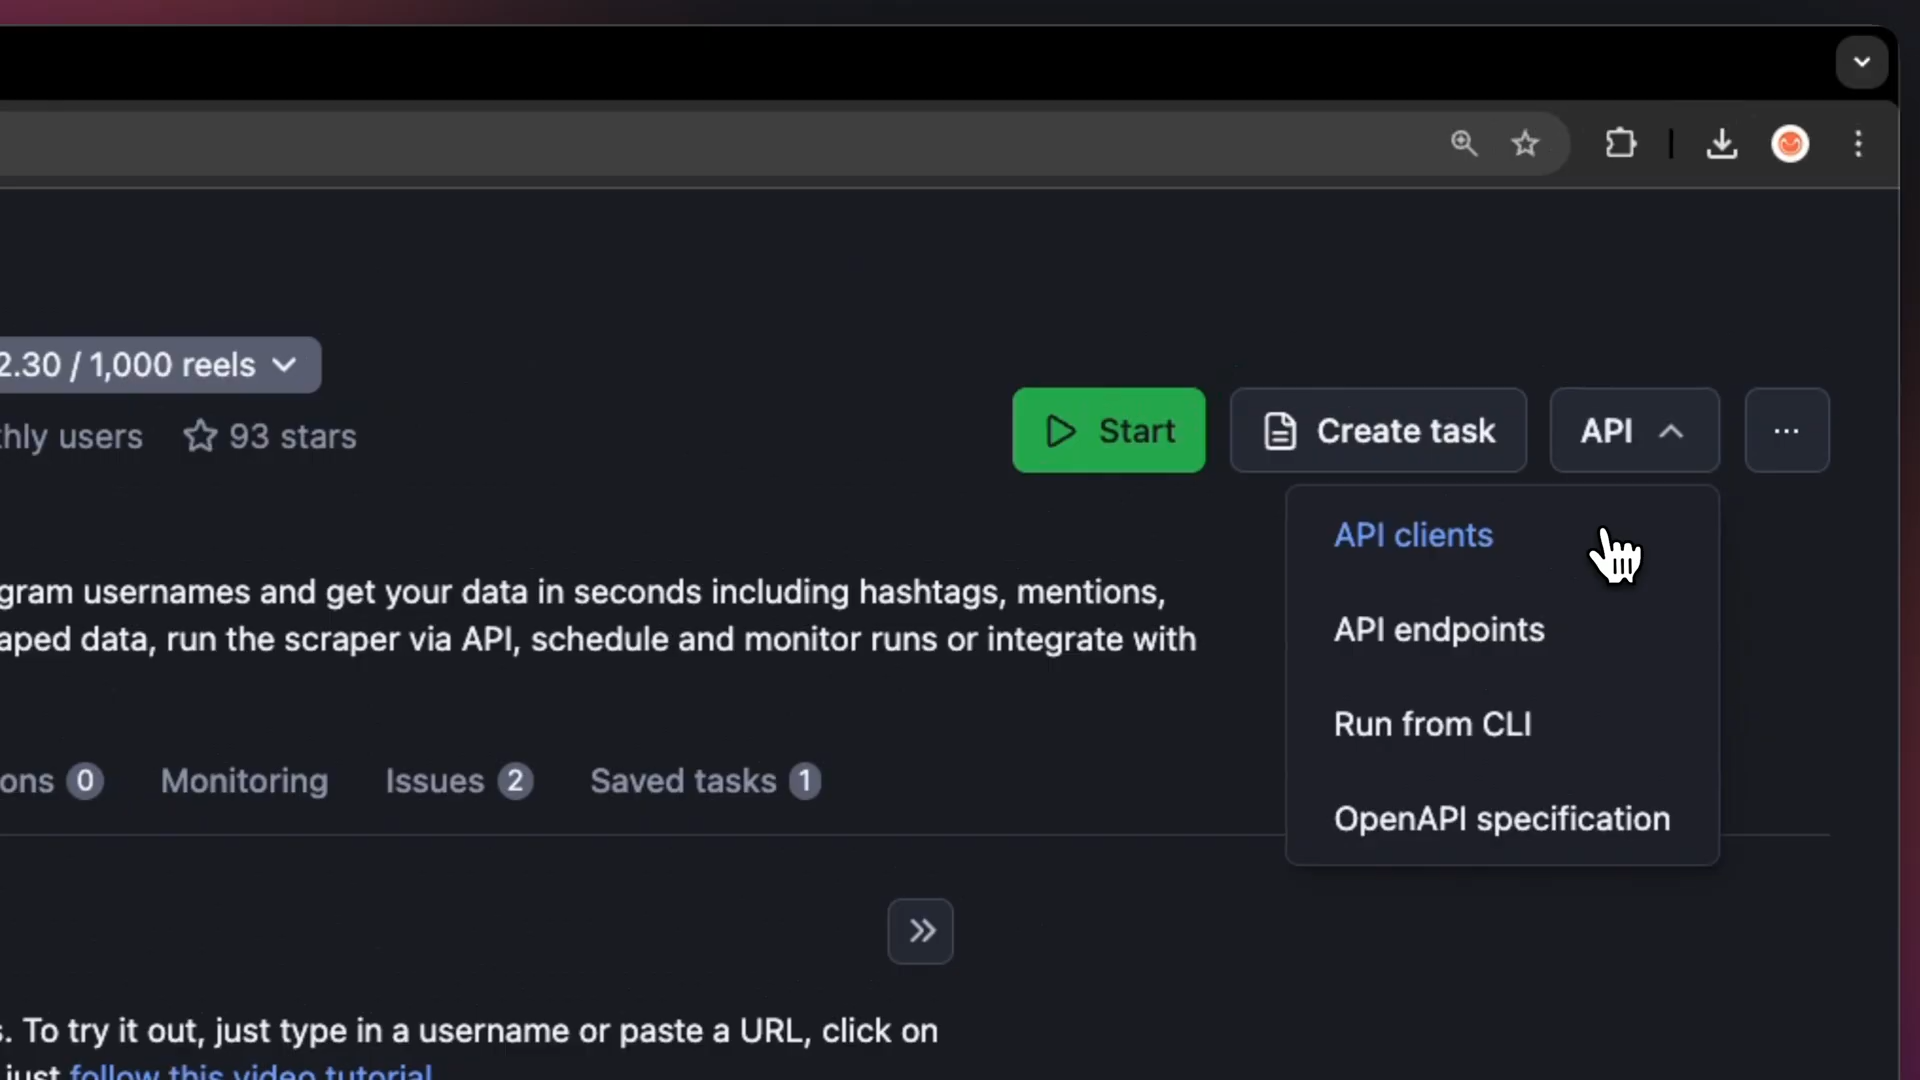 2.30 / 1,000 reels
hly users
93 stars
Start
Create task
API
...
API clients
API endpoints
Run from CLI
OpenAPI specification
gram usernames and get your data in seconds including hashtags, mentions,
aped data, run the scraper via API, schedule and monitor runs or integrate with
ons 0
Monitoring
Issues 2
Saved tasks 1
s. To try it out, just type in a username or paste a URL, click on
just follow this video tutorial